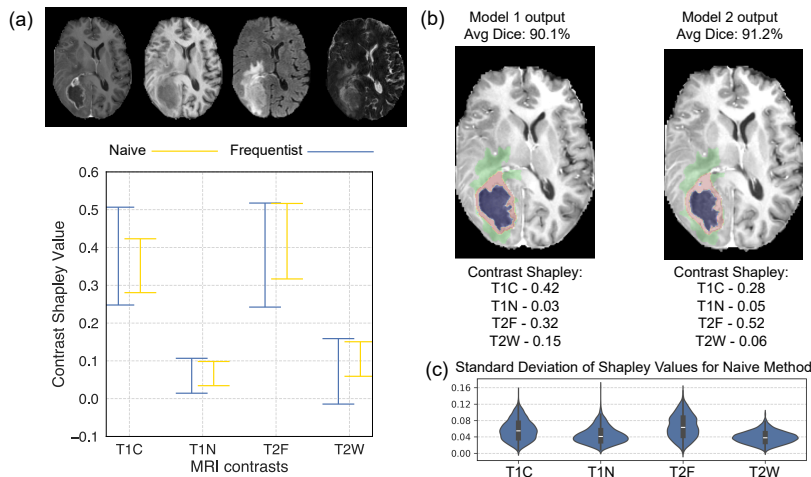 (a)
Naive
Frequentist
Contrast Shapley Value
0.6
0.5
0.4
0.3
0.2
0.1
0.0
−0.1
T1C T1N T2F T2W
MRI contrasts
(b)
Model 1 output
Avg Dice: 90.1%
Contrast Shapley:
T1C - 0.42
T1N - 0.03
T2F - 0.32
T2W - 0.15
Model 2 output
Avg Dice: 91.2%
Contrast Shapley:
T1C - 0.28
T1N - 0.05
T2F - 0.52
T2W - 0.06
(c)
Standard Deviation of Shapley Values for Naive Method
0.16
0.12
0.08
0.04
0.00
T1C T1N T2F T2W